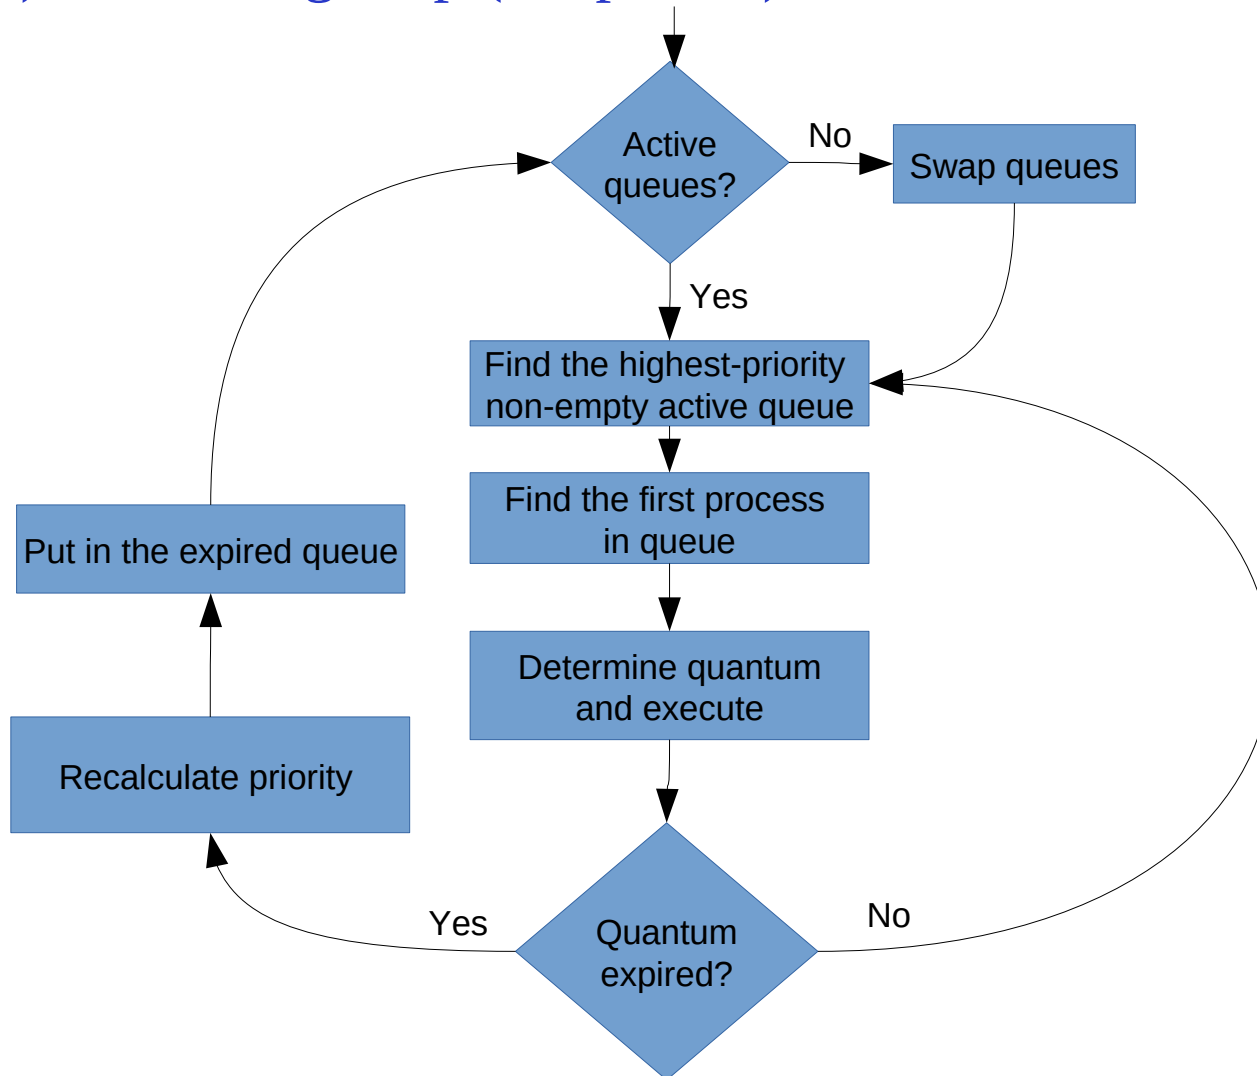 Active
queues?
No
Swap queues
Yes
Find the highest-priority
non-empty active queue
Find the first process
in queue
Put in the expired queue
Determine quantum
and execute
Recalculate priority
Yes
Quantum
expired?
No